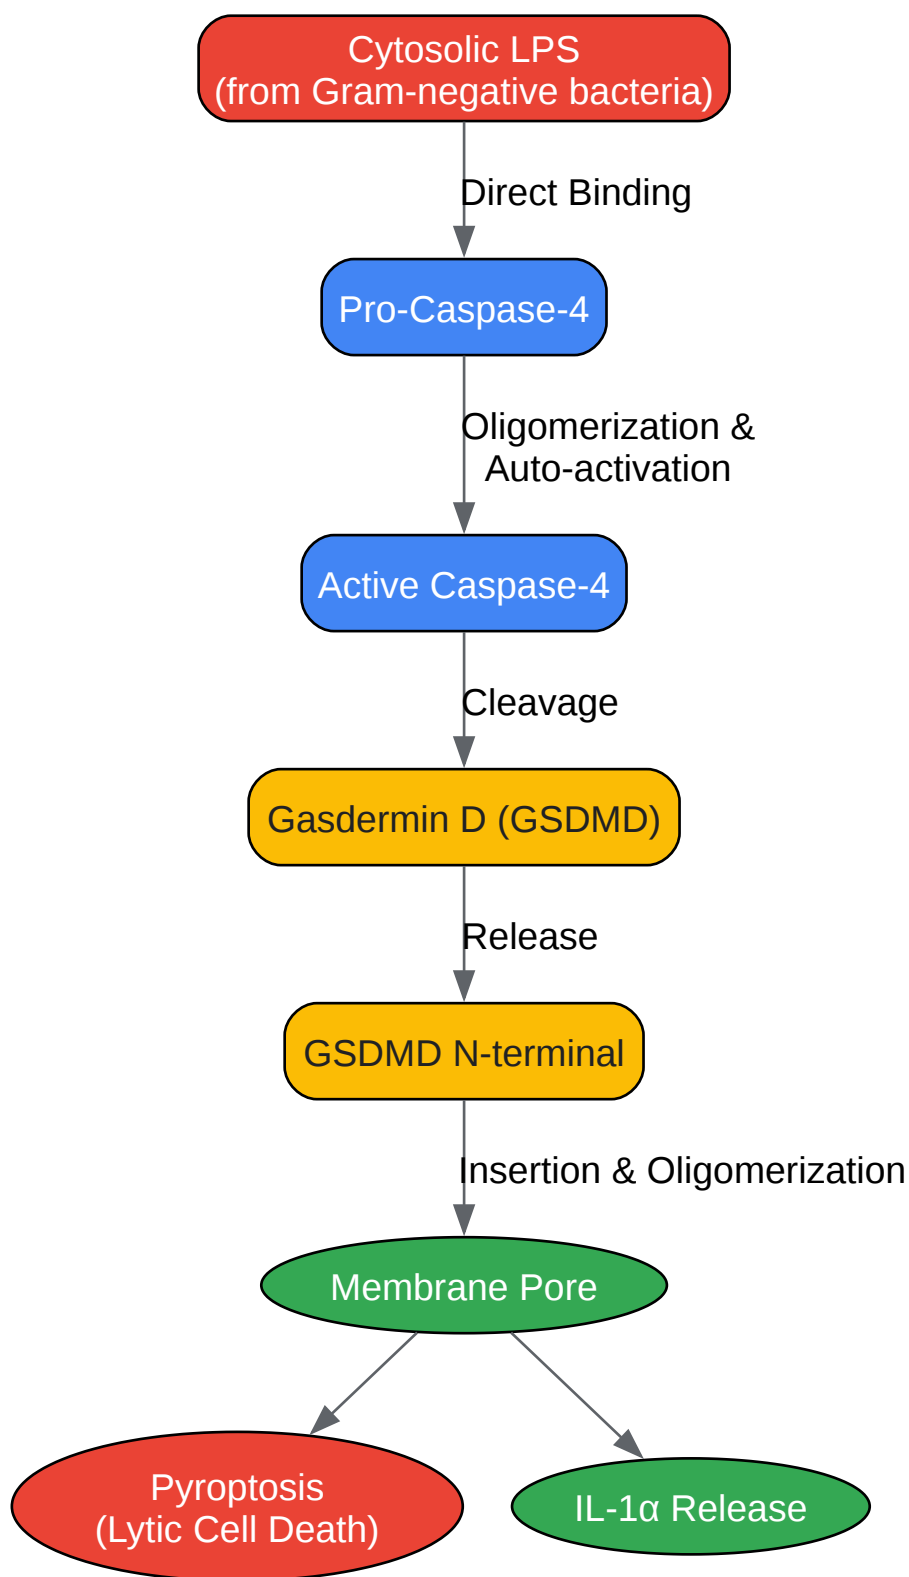 Cytosolic LPS
(from Gram-negative bacteria)
Direct Binding
Pro-Caspase-4
Oligomerization &
Auto-activation
Active Caspase-4
Cleavage
Gasdermin D (GSDMD)
Release
GSDMD N-terminal
Insertion & Oligomerization
Membrane Pore
Pyroptosis
(Lytic Cell Death)
IL-1α Release